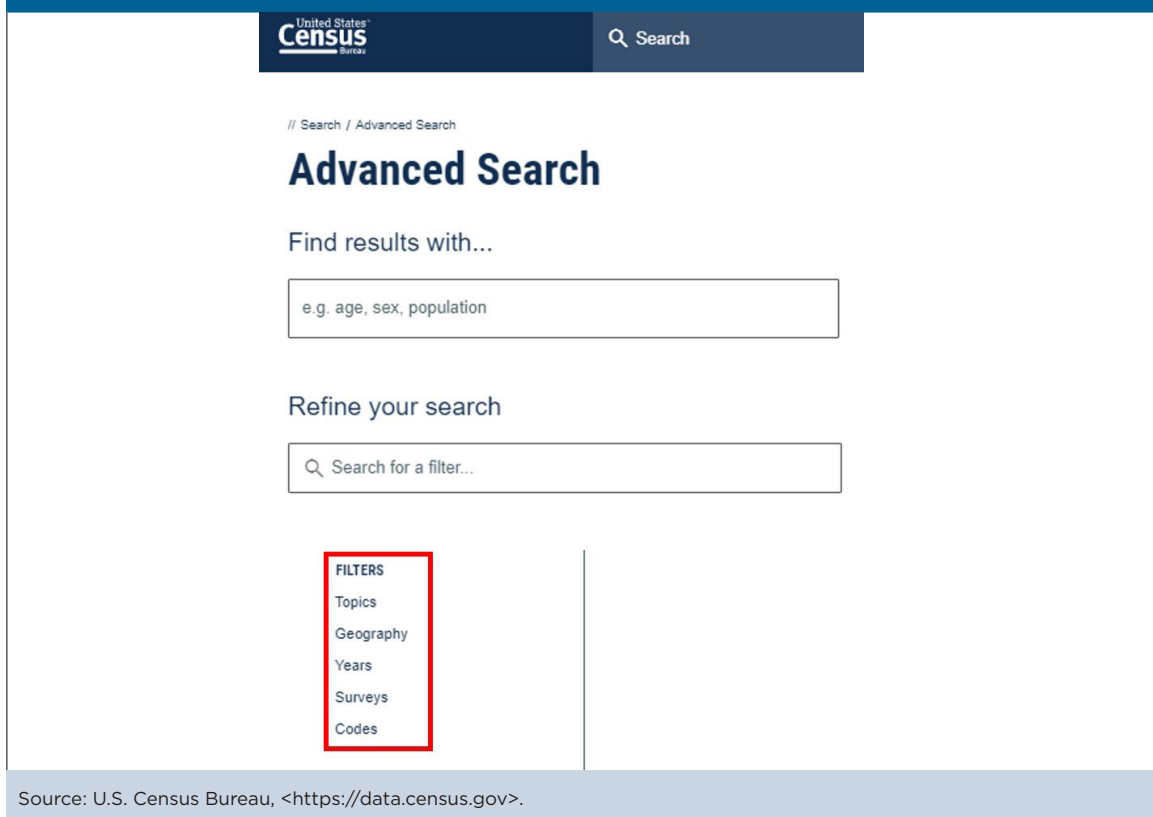 United States™
Census
Bureau
Search
// Search / Advanced Search
Advanced Search
Find results with...
e.g. age, sex, population
Refine your search
Search for a filter...
FILTERS
Topics
Geography
Years
Surveys
Codes
Source: U.S. Census Bureau, <https://data.census.gov>.